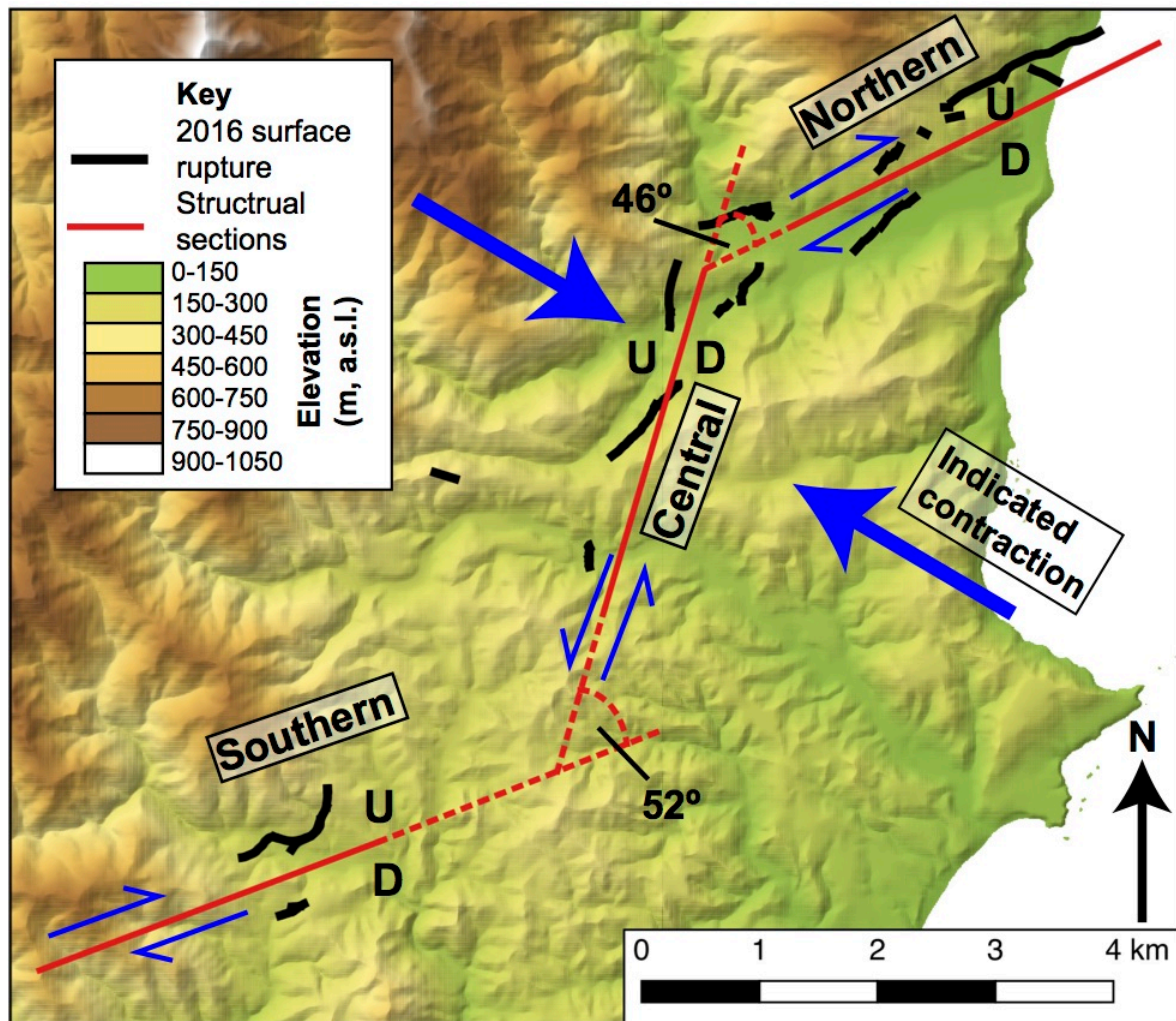 Key
2016 surface
rupture
Structrual
sections
0-150
150-300
300-450
450-600
600-750
750-900
900-1050
Elevation
(m, a.s.l.)
Northern
U
D
46º
U D
Central
Indicated
contraction
Southern
U
D
52º
N
0 1 2 3 4 km